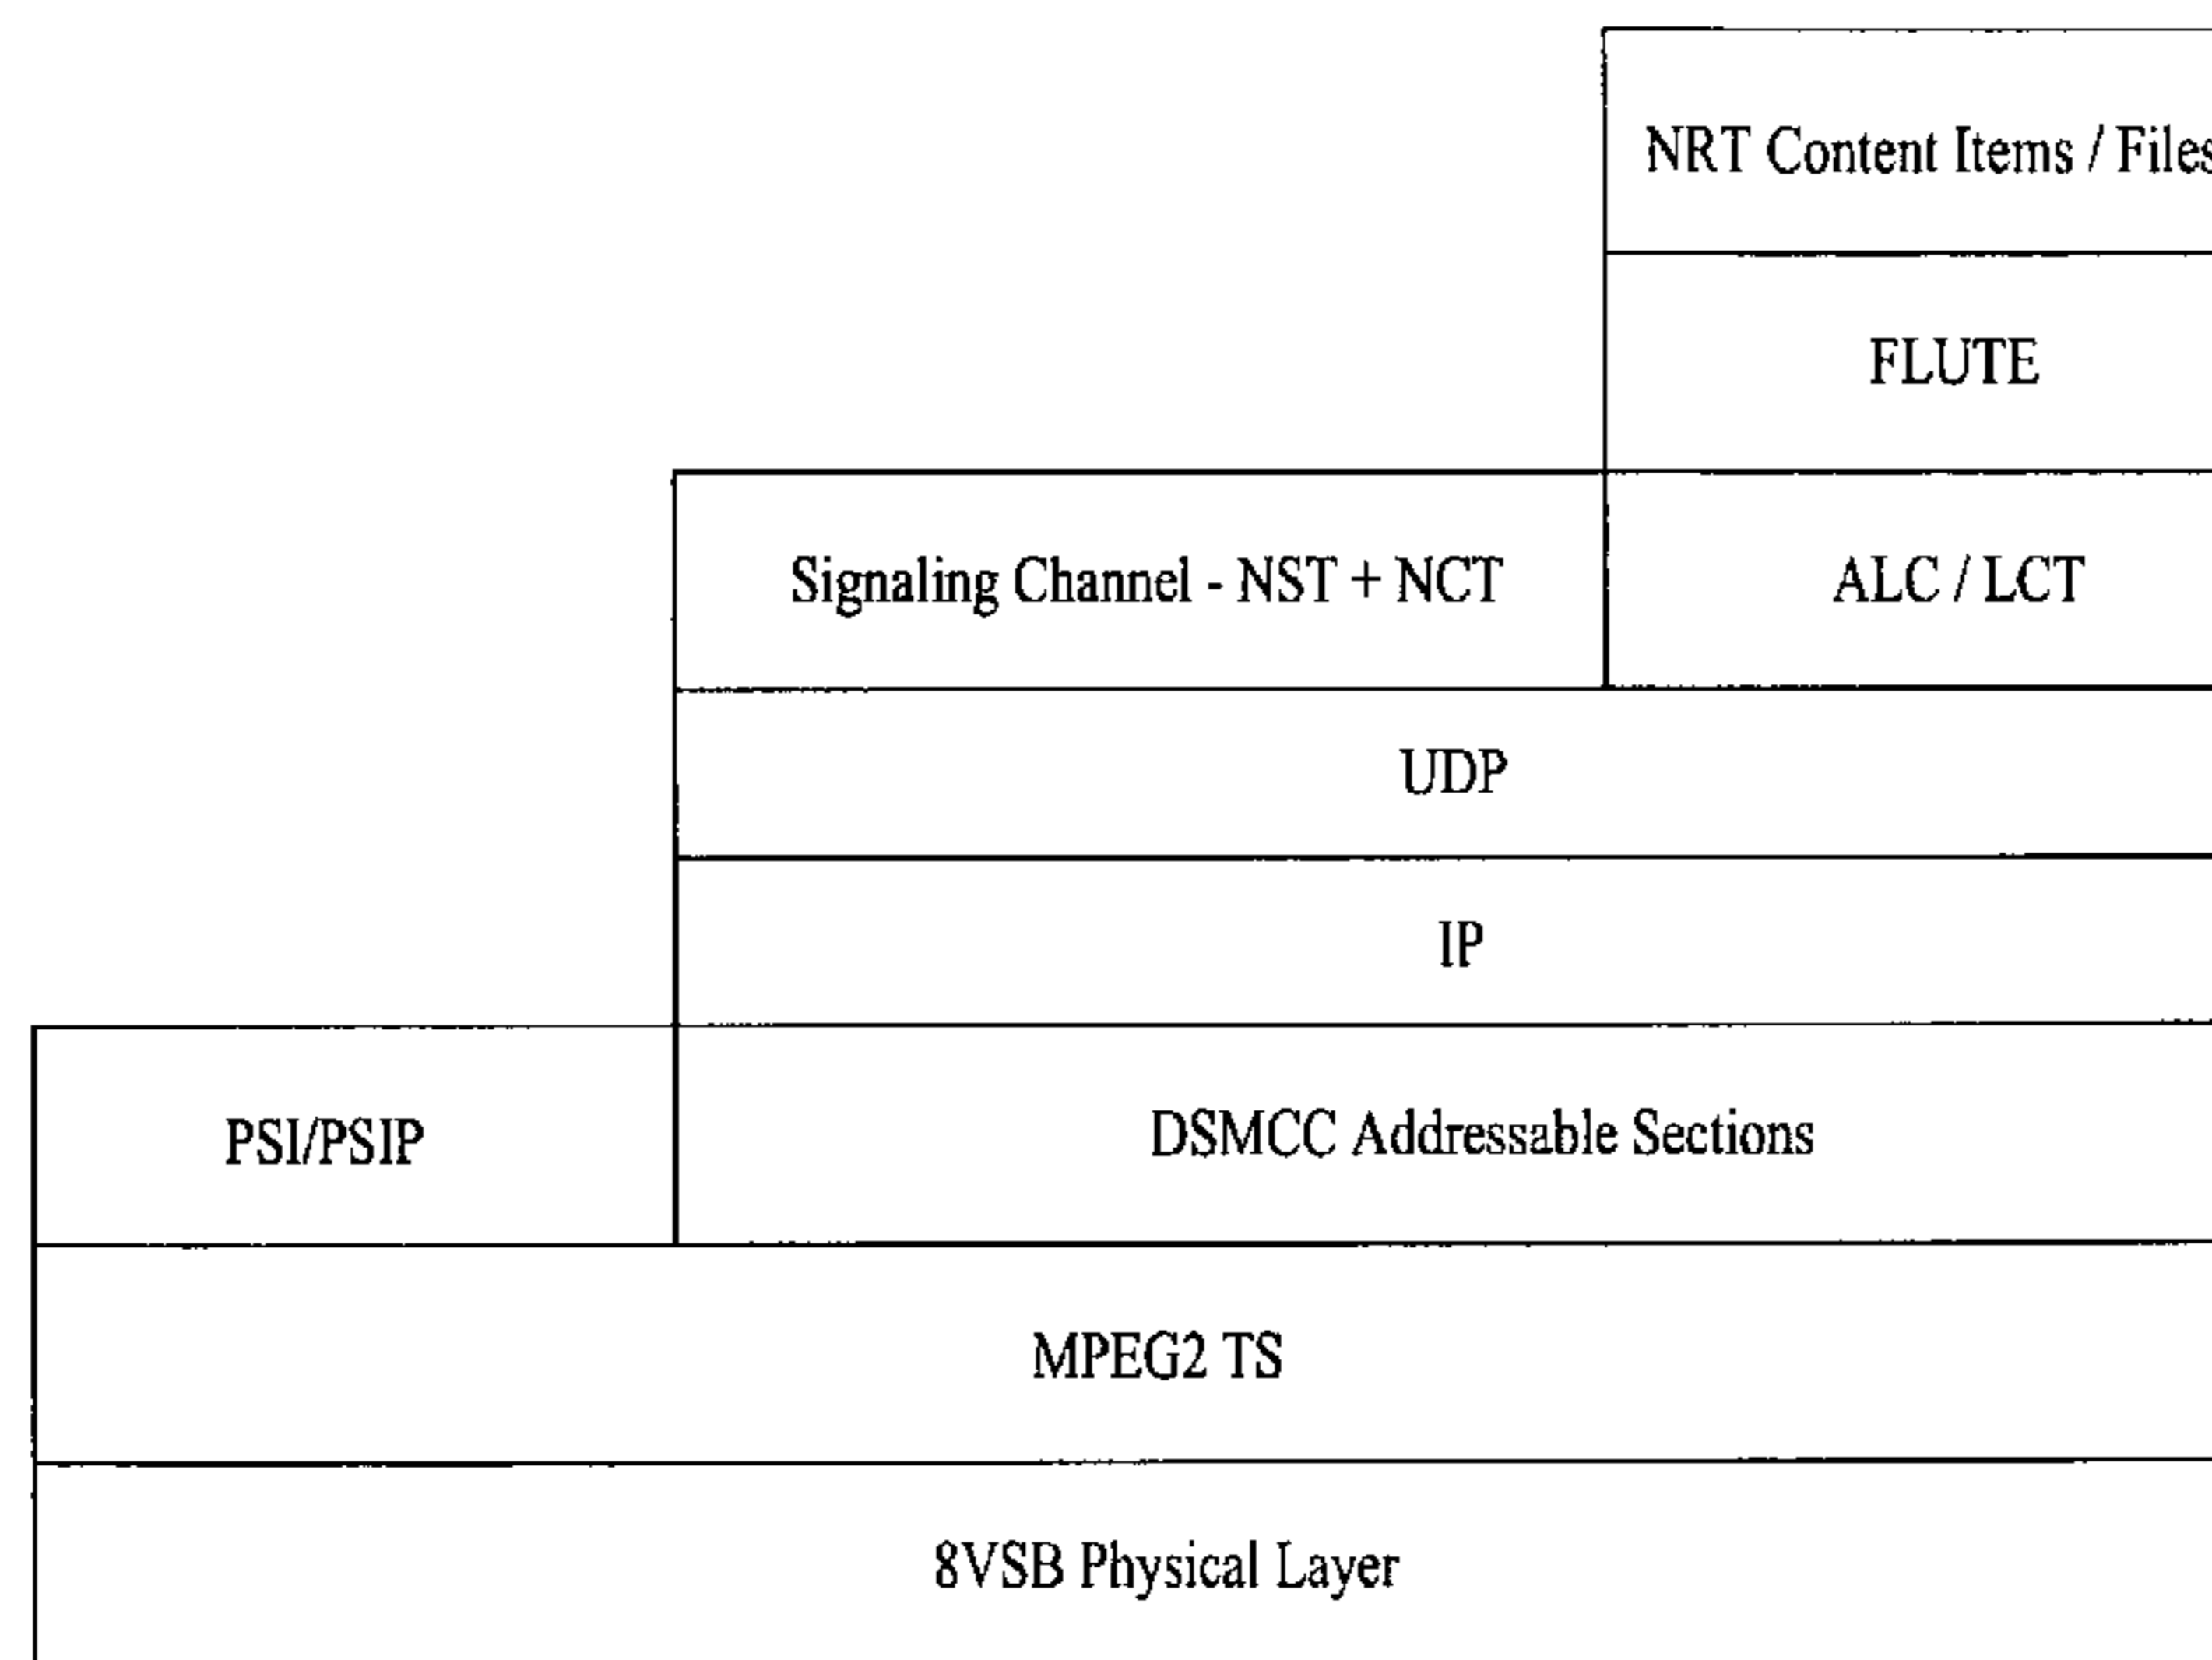 NRT Content Items / Files
FLUTE
Signaling Channel - NST + NCT
ALC / LCT
UDP
IP
PSI/PSIP
DSMCC Addressable Sections
MPEG2 TS
8VSB Physical Layer